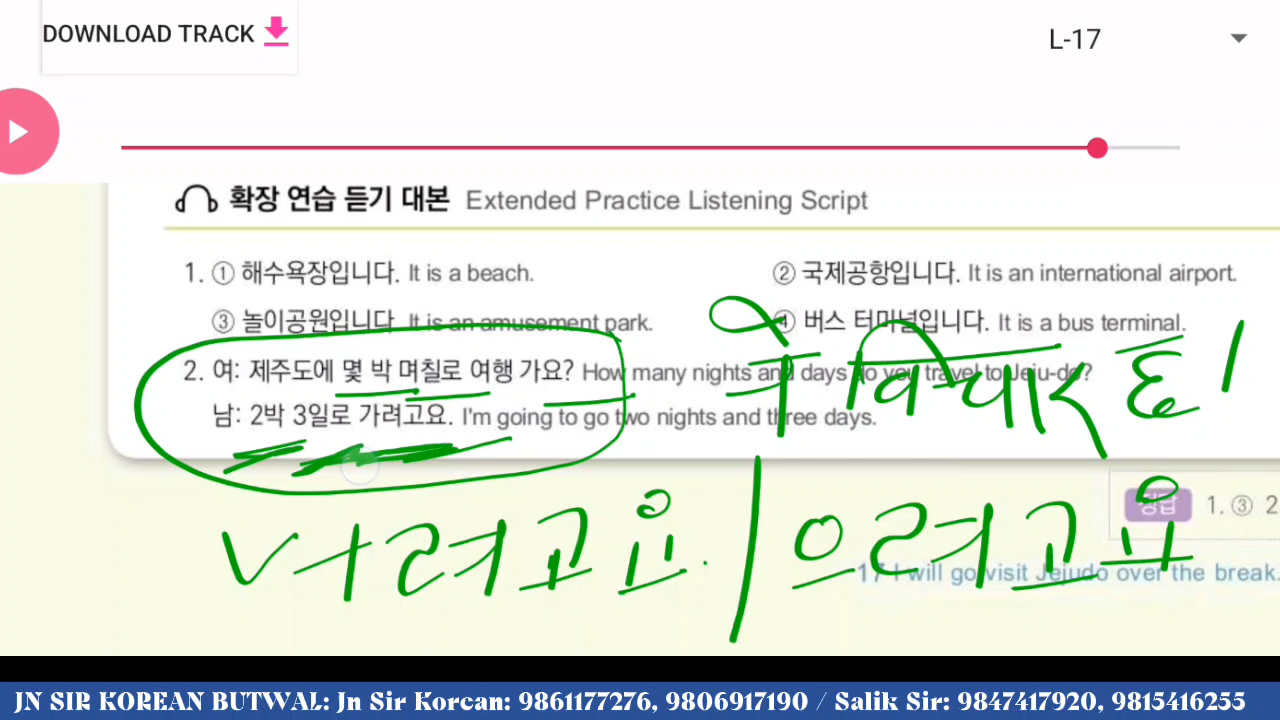 DOWNLOAD TRACK
L-17
확장 연습 듣기 대본 Extended Practice Listening Script
1. ① 해수욕장입니다. It is a beach. ② 국제공항입니다. It is an international airport.
③ 놀이공원입니다. It is an amusement park. ④ 버스 터미널입니다. It is a bus terminal.
2. 여: 제주도에 몇 박 며칠로 여행 가요? How many nights and days do you travel to Jeju-do?
남: 2박 3일로 가려고요. I'm going to go two nights and three days.
ने विचार छ।
V려고요. / 으려고요
정답 1. ③ 2
17 I will go visit Jejudo over the break.
JN SIR KOREAN BUTWAL: Jn Sir Korean: 9861177276, 9806917190 / Salik Sir: 9847417920, 9815416255